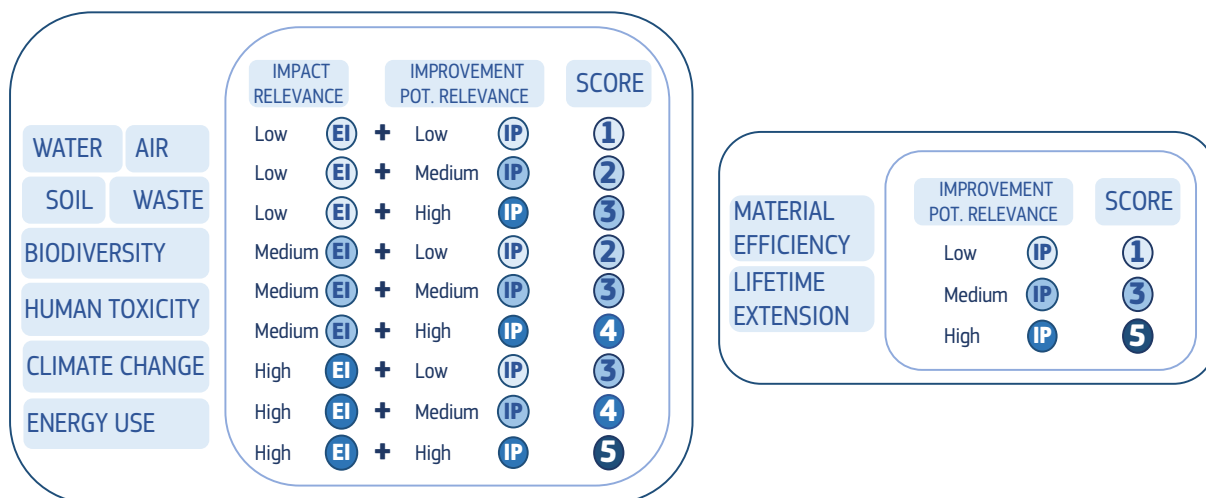 WATER AIR
SOIL WASTE
BIODIVERSITY
HUMAN TOXICITY
CLIMATE CHANGE
ENERGY USE
IMPACT
RELEVANCE
IMPROVEMENT
POT. RELEVANCE
SCORE
Low EI + Low IP 1
Low EI + Medium IP 2
Low EI + High IP 3
Medium EI + Low IP 2
Medium EI + Medium IP 3
Medium EI + High IP 4
High EI + Low IP 3
High EI + Medium IP 4
High EI + High IP 5
MATERIAL
EFFICIENCY
LIFETIME
EXTENSION
IMPROVEMENT
POT. RELEVANCE
SCORE
Low IP 1
Medium IP 3
High IP 5